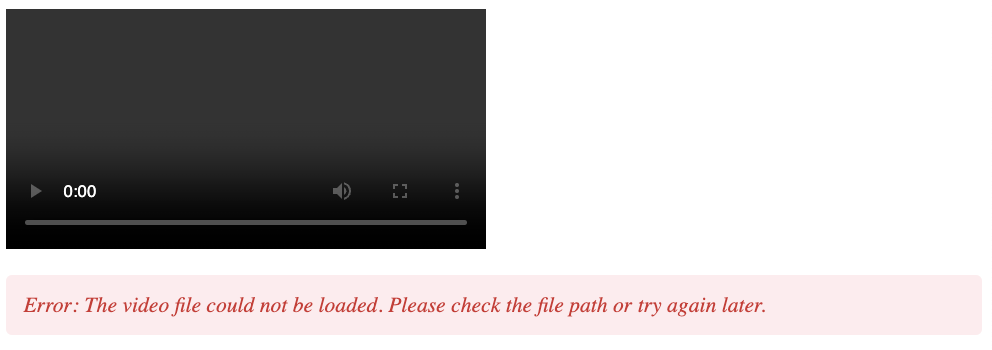 0:00
Error: The video file could not be loaded. Please check the file path or try again later.